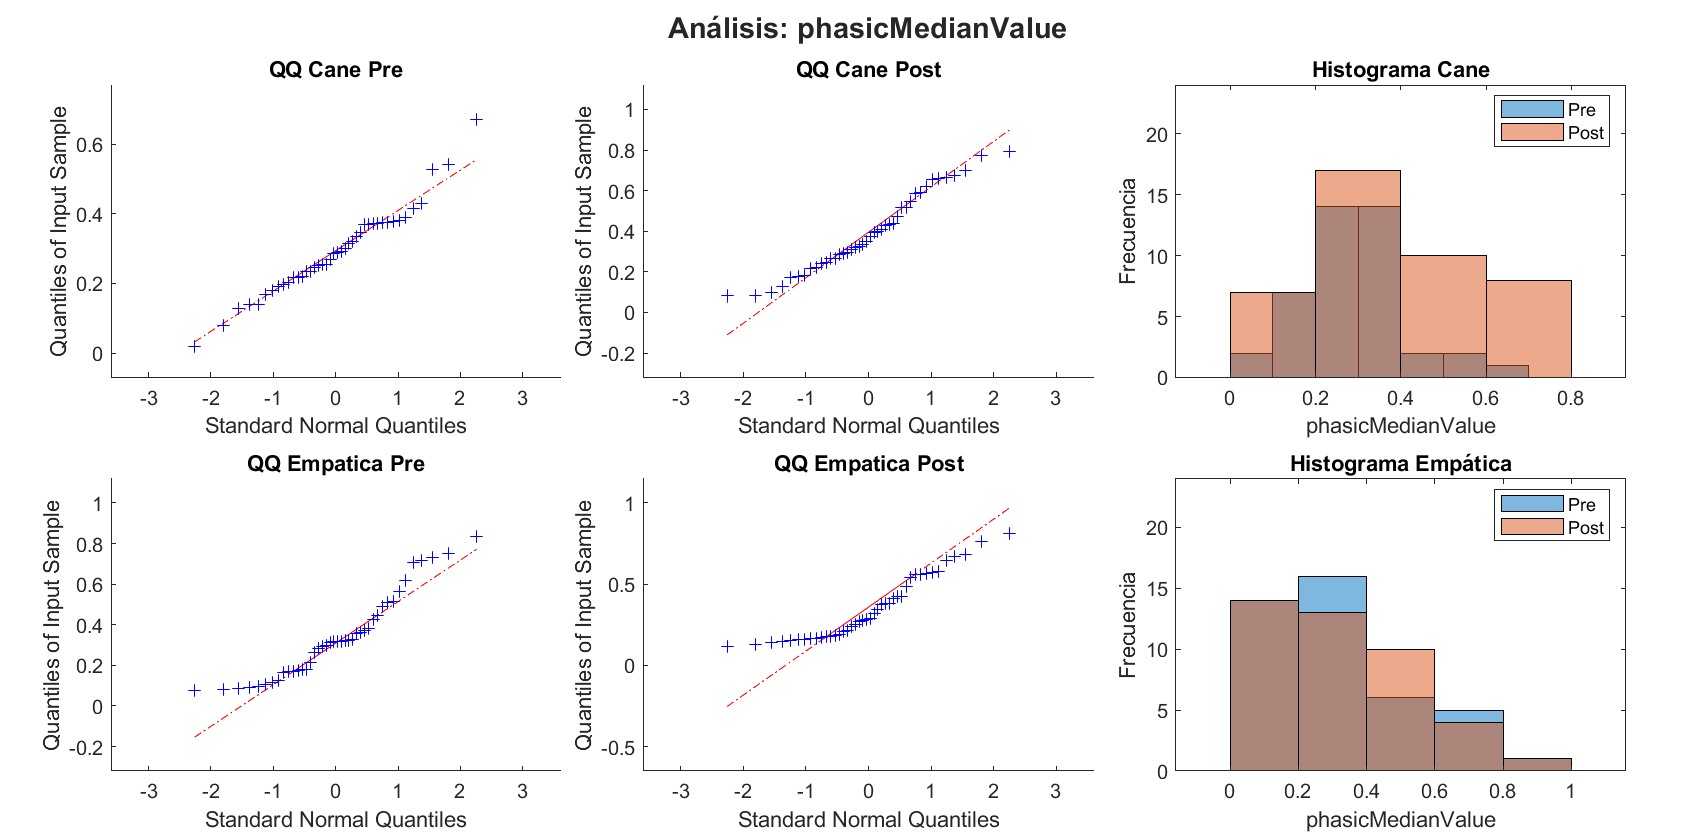 Análisis: phasicMedianValue
QQ Cane Pre
Quantiles of Input Sample
0.6
0.4
0.2
0
-3 -2 -1 0 1 2 3
Standard Normal Quantiles
QQ Cane Post
Quantiles of Input Sample
1
0.8
0.6
0.4
0.2
0
-0.2
-3 -2 -1 0 1 2 3
Standard Normal Quantiles
Histograma Cane
Pre
Post
Frecuencia
20
15
10
5
0
0 0.2 0.4 0.6 0.8
phasicMedianValue
QQ Empatica Pre
Quantiles of Input Sample
1
0.8
0.6
0.4
0.2
0
-0.2
-3 -2 -1 0 1 2 3
Standard Normal Quantiles
QQ Empatica Post
Quantiles of Input Sample
1
0.5
0
-0.5
-3 -2 -1 0 1 2 3
Standard Normal Quantiles
Histograma Empática
Pre
Post
Frecuencia
20
15
10
5
0
0 0.2 0.4 0.6 0.8 1
phasicMedianValue